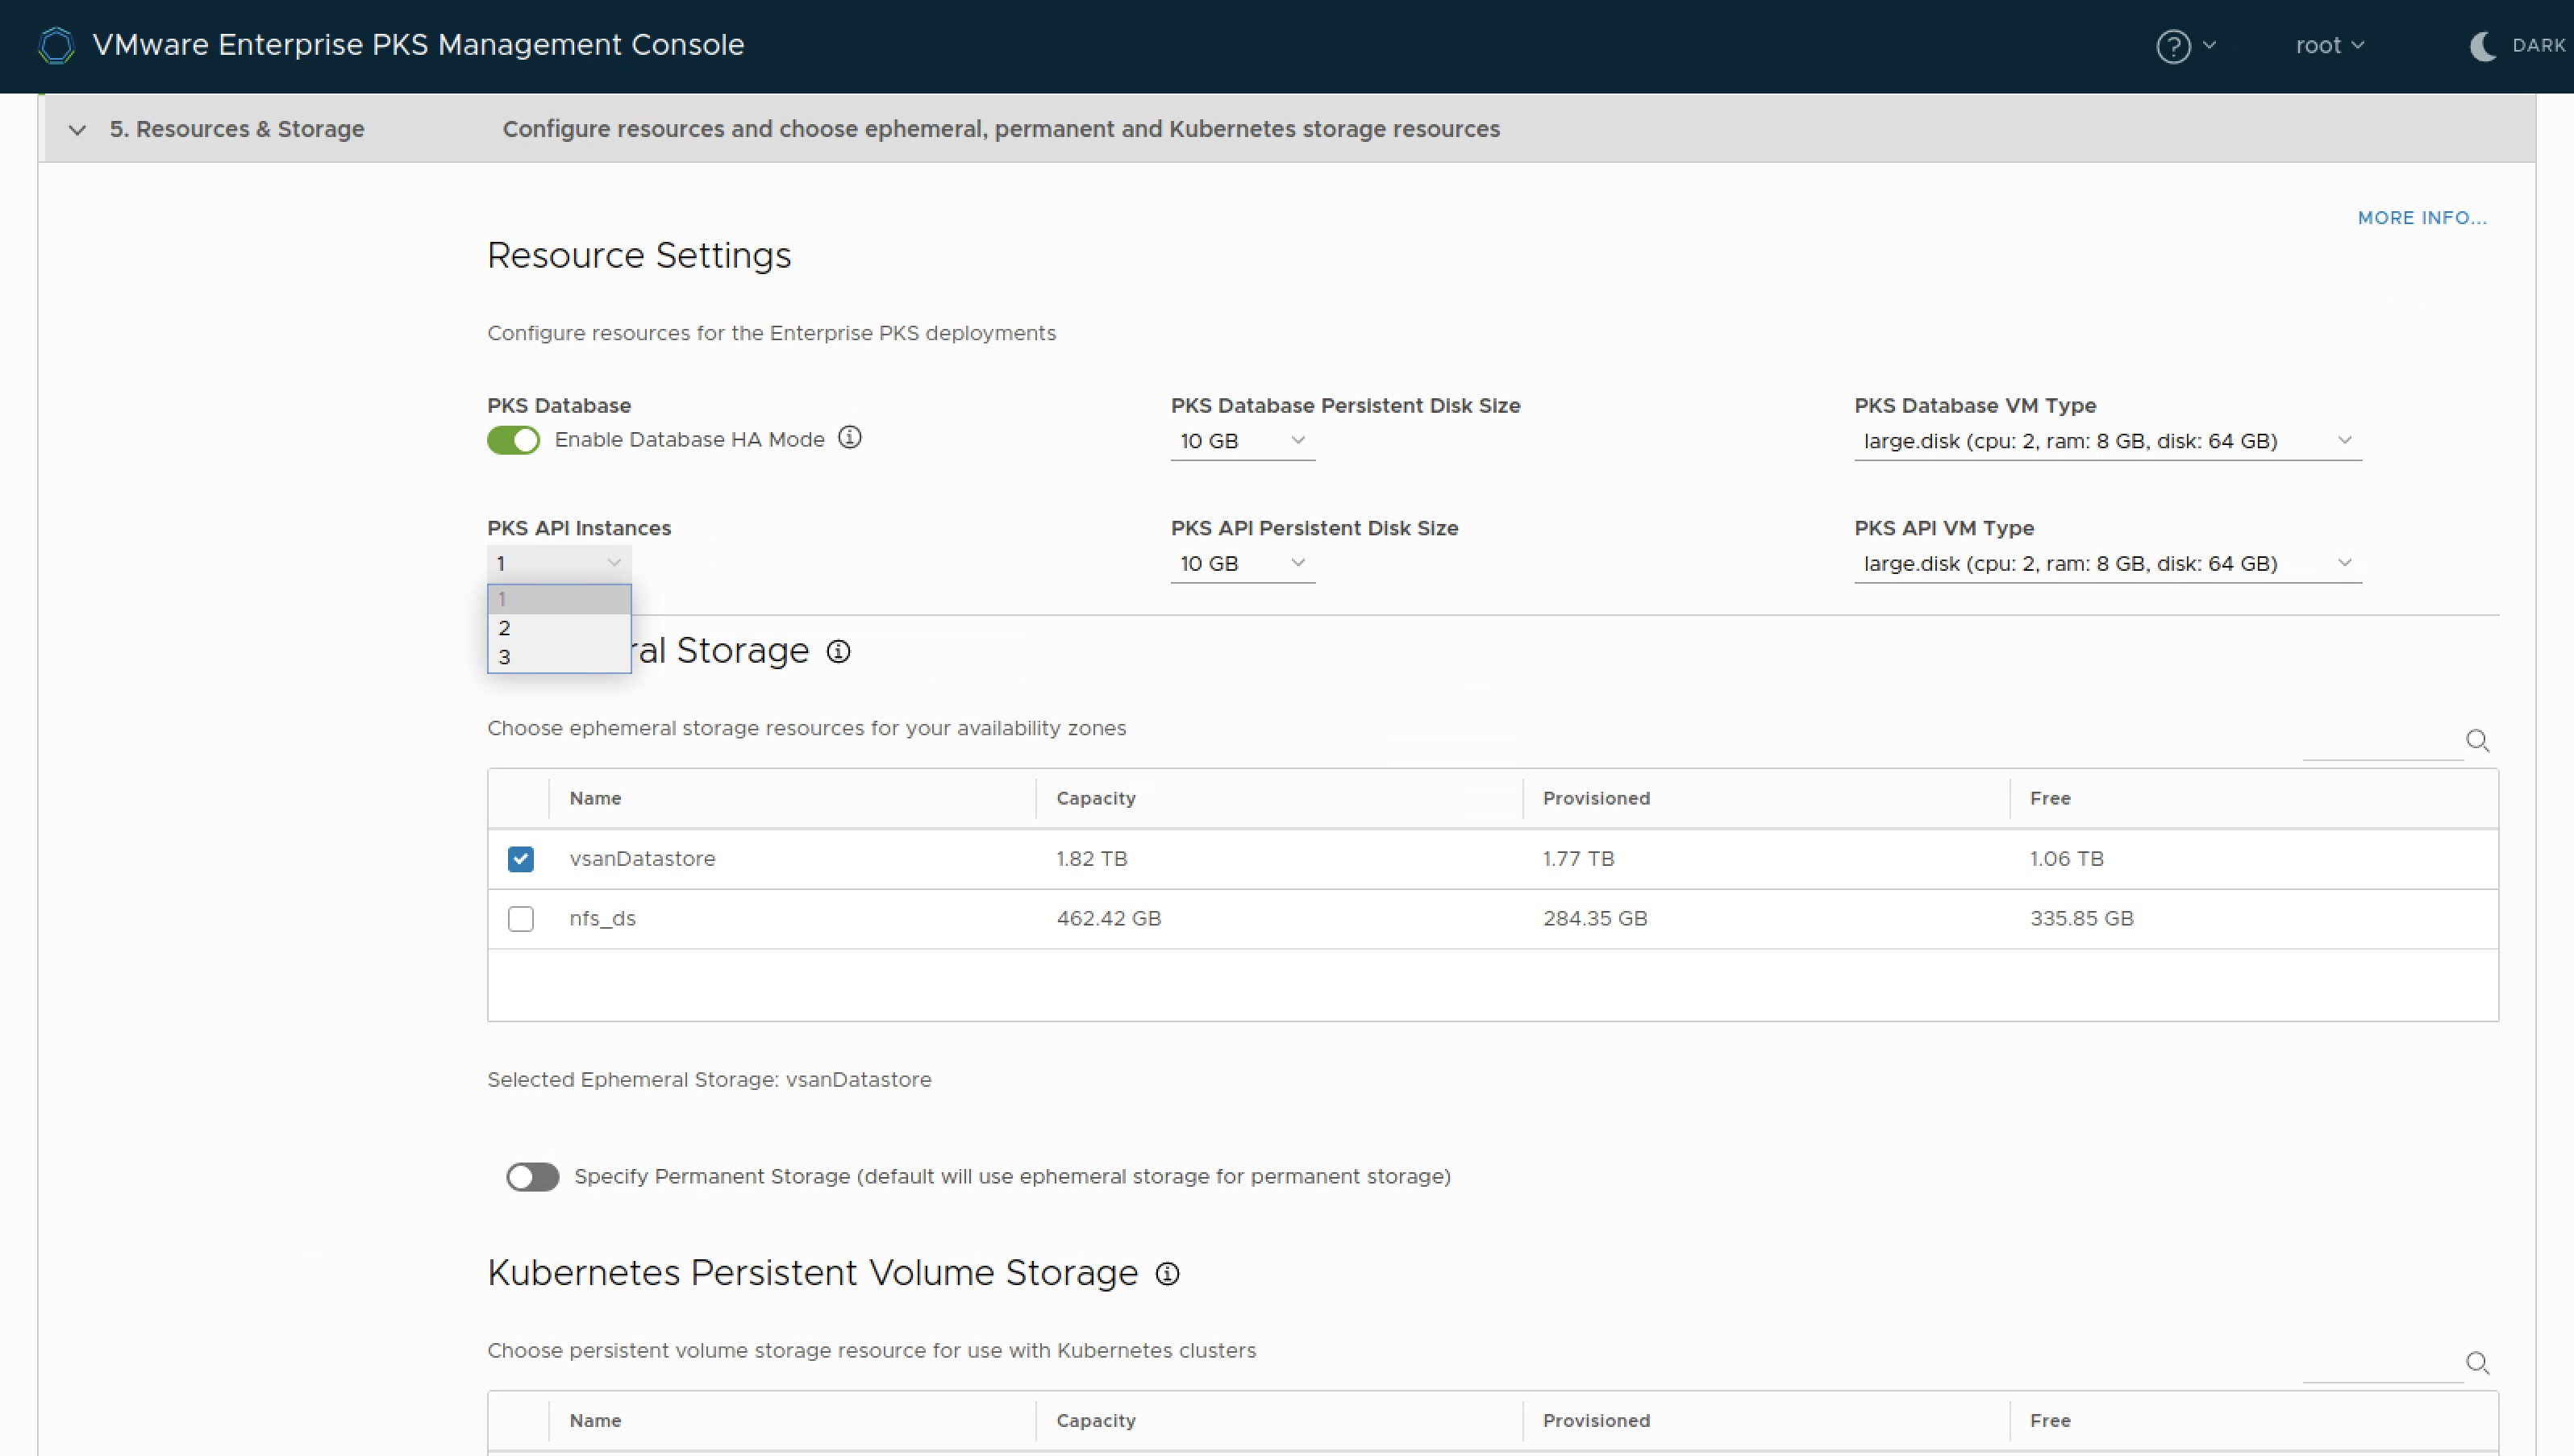 VMware Enterprise PKS Management Console
root
DARK
5. Resources & Storage
Configure resources and choose ephemeral, permanent and Kubernetes storage resources
MORE INFO...
Resource Settings
Configure resources for the Enterprise PKS deployments
PKS Database
Enable Database HA Mode
PKS Database Persistent Disk Size
10 GB
PKS Database VM Type
large.disk (cpu: 2, ram: 8 GB, disk: 64 GB)
PKS API Instances
1
1
2
3
PKS API Persistent Disk Size
10 GB
PKS API VM Type
large.disk (cpu: 2, ram: 8 GB, disk: 64 GB)
ral Storage
Choose ephemeral storage resources for your availability zones
Name Capacity Provisioned Free
vsanDatastore 1.82 TB 1.77 TB 1.06 TB
nfs_ds 462.42 GB 284.35 GB 335.85 GB
Selected Ephemeral Storage: vsanDatastore
Specify Permanent Storage (default will use ephemeral storage for permanent storage)
Kubernetes Persistent Volume Storage
Choose persistent volume storage resource for use with Kubernetes clusters
Name Capacity Provisioned Free